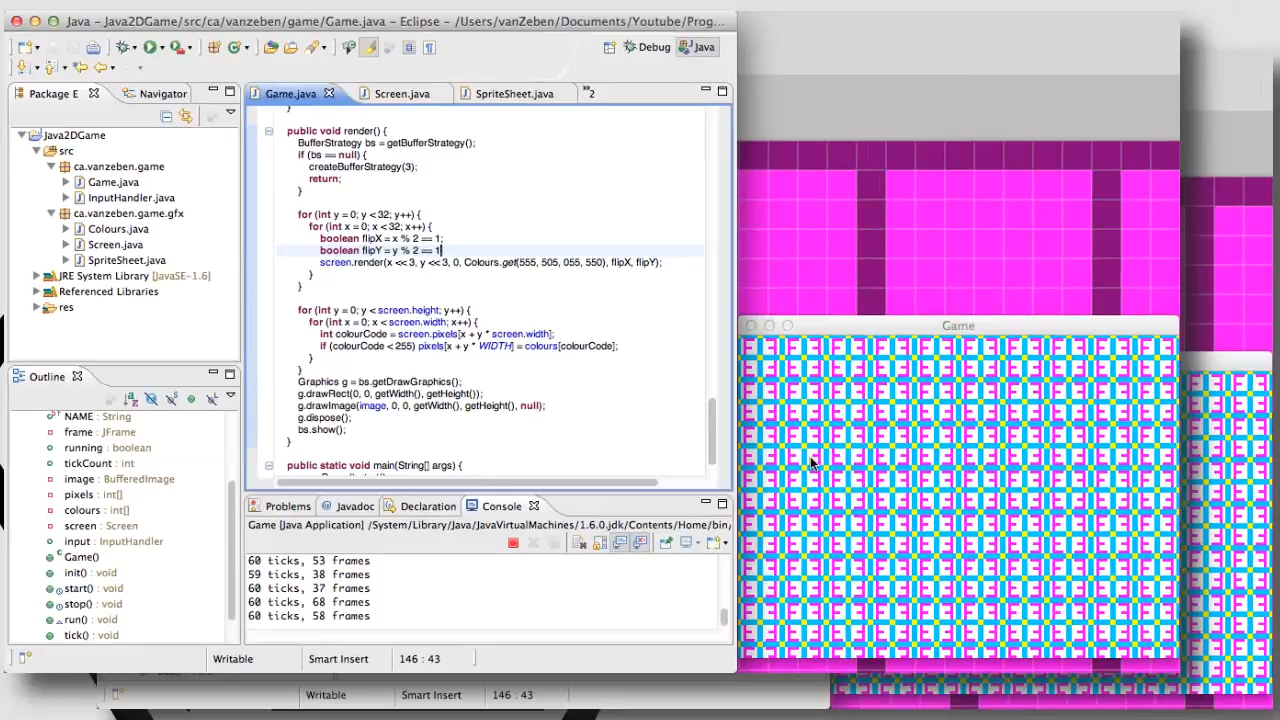 Java – Java2DGame/src/ca/vanzeben/game/Game.java – Eclipse – /Users/vanZeben/Documents/Youtube/Prog...
Debug
Java
Package E
Navigator
Java2DGame
src
ca.vanzeben.game
Game.java
InputHandler.java
ca.vanzeben.game.gfx
Colours.java
Screen.java
SpriteSheet.java
JRE System Library [JavaSE-1.6]
Referenced Libraries
res
Outline
NAME : String
frame : JFrame
running : boolean
tickCount : int
image : BufferedImage
pixels : int[]
colours : int[]
screen : Screen
input : InputHandler
Game()
init() : void
start() : void
stop() : void
run() : void
tick() : void
Game.java
Screen.java
SpriteSheet.java
»2
}
public void render() {
BufferStrategy bs = getBufferStrategy();
if (bs == null) {
createBufferStrategy(3);
return;
}
for (int y = 0; y < 32; y++) {
for (int x = 0; x < 32; x++) {
boolean flipX = x % 2 == 1;
boolean flipY = y % 2 == 1
screen.render(x << 3, y << 3, 0, Colours.get(555, 505, 055, 550), flipX, flipY);
}
}
for (int y = 0; y < screen.height; y++) {
for (int x = 0; x < screen.width; x++) {
int colourCode = screen.pixels[x + y * screen.width];
if (colourCode < 255) pixels[x + y * WIDTH] = colours[colourCode];
}
}
Graphics g = bs.getDrawGraphics();
g.drawRect(0, 0, getWidth(), getHeight());
g.drawImage(image, 0, 0, getWidth(), getHeight(), null);
g.dispose();
bs.show();
}
public static void main(String[] args) {
Problems
Javadoc
Declaration
Console
Game [Java Application] /System/Library/Java/JavaVirtualMachines/1.6.0.jdk/Contents/Home/bin/
60 ticks, 53 frames
59 ticks, 38 frames
60 ticks, 37 frames
60 ticks, 68 frames
60 ticks, 58 frames
Writable
Smart Insert
146 : 43
Game
Writable
Smart Insert
146 : 43